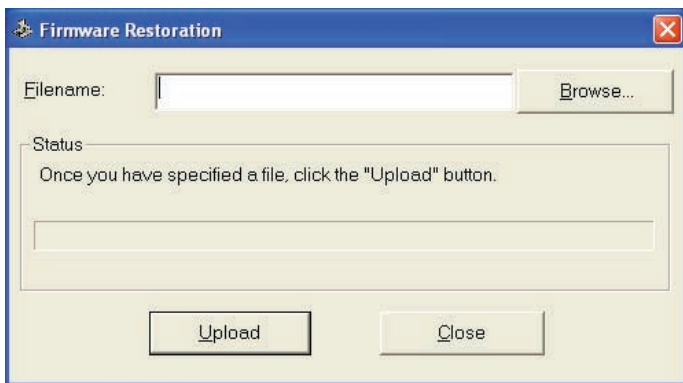 Firmware Restoration
Filename:
Browse...
Status
Once you have specified a file, click the "Upload" button.
Upload
Close